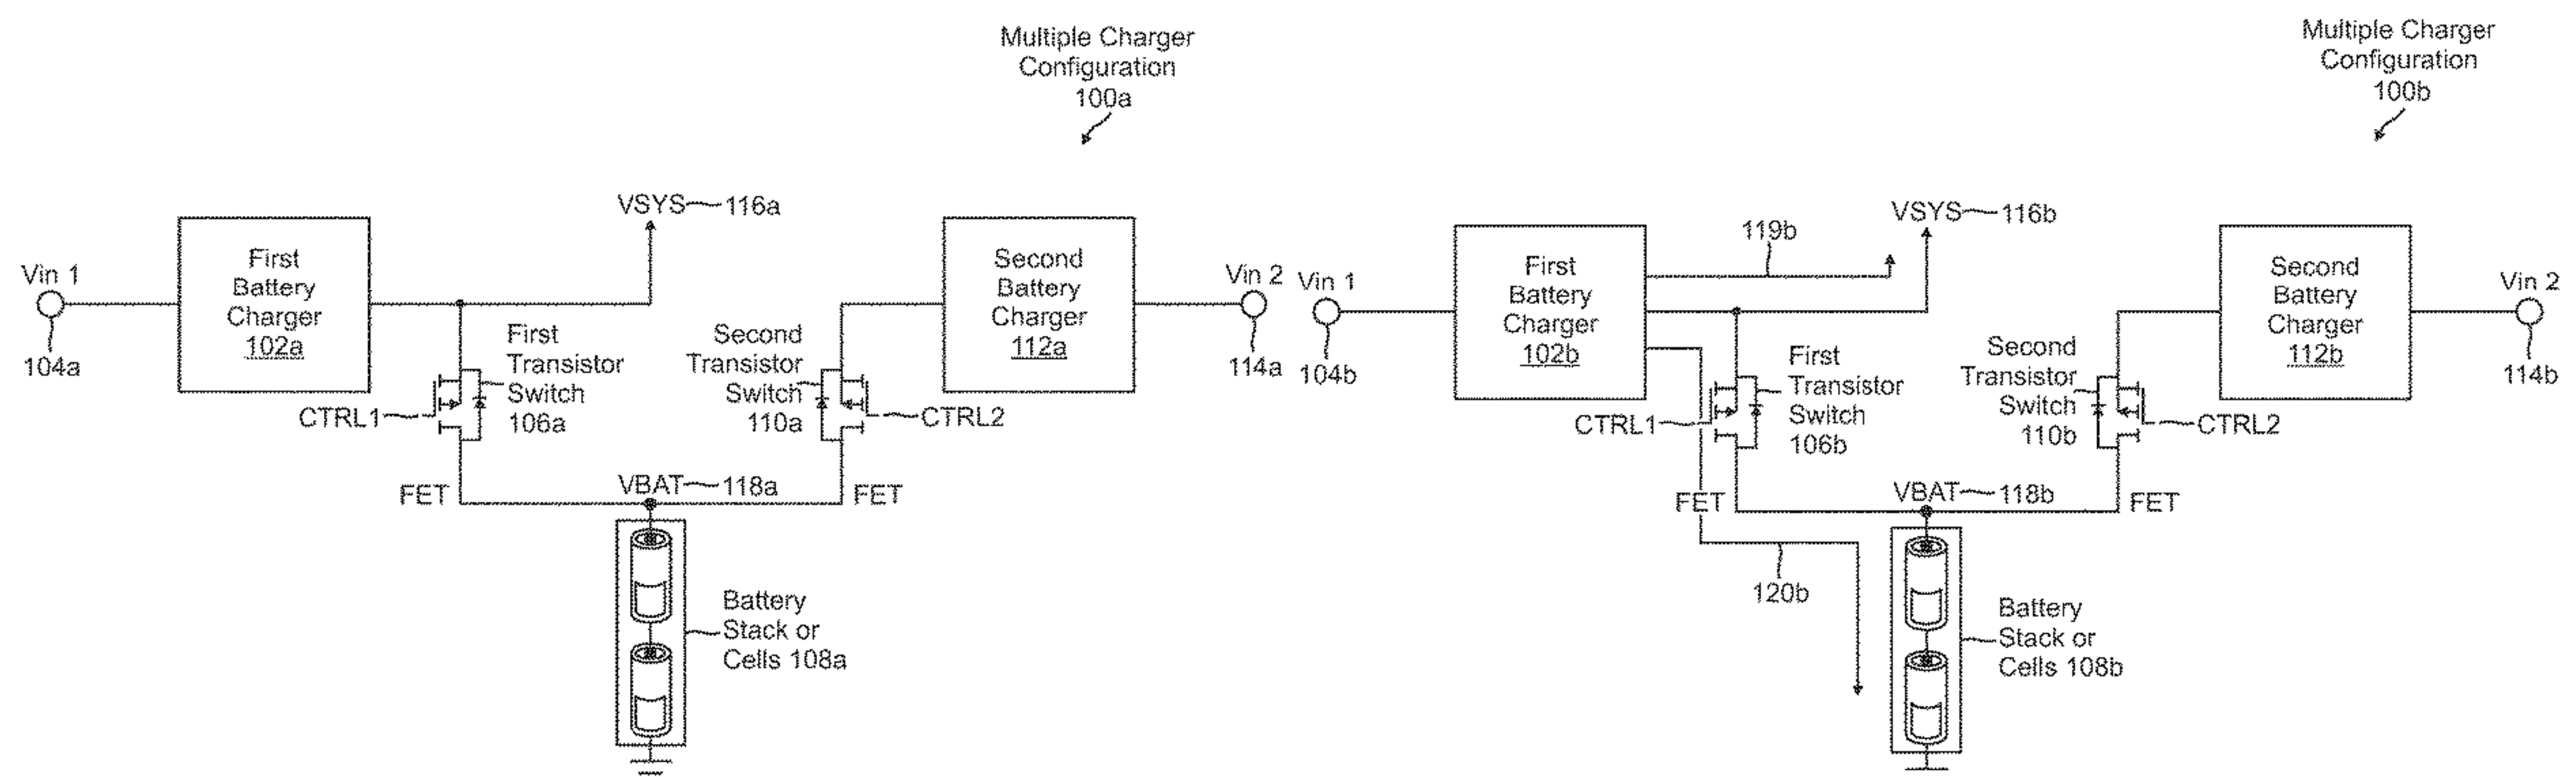 Multiple Charger
Configuration
100a
VSYS 116a
First
Battery
Charger
102a
Vin 1
104a
First
Transistor
Switch
106a
CTRL1
Second
Transistor
Switch
110a
CTRL2
Second
Battery
Charger
112a
Vin 2
114a
FET
VBAT 118a
FET
Battery
Stack or
Cells 108a
Multiple Charger
Configuration
100b
119b
VSYS 116b
Vin 1
104b
First
Battery
Charger
102b
First
Transistor
Switch
106b
CTRL1
Second
Transistor
Switch
110b
CTRL2
Second
Battery
Charger
112b
Vin 2
114b
FET
VBAT 118b
FET
120b
Battery
Stack or
Cells 108b